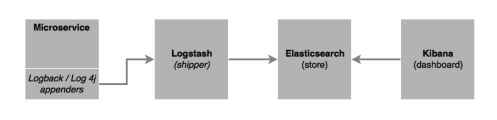 Microservice
Logback / Log 4j
appenders
Logstash
(shipper)
Elasticsearch
(store)
Kibana
(dashboard)